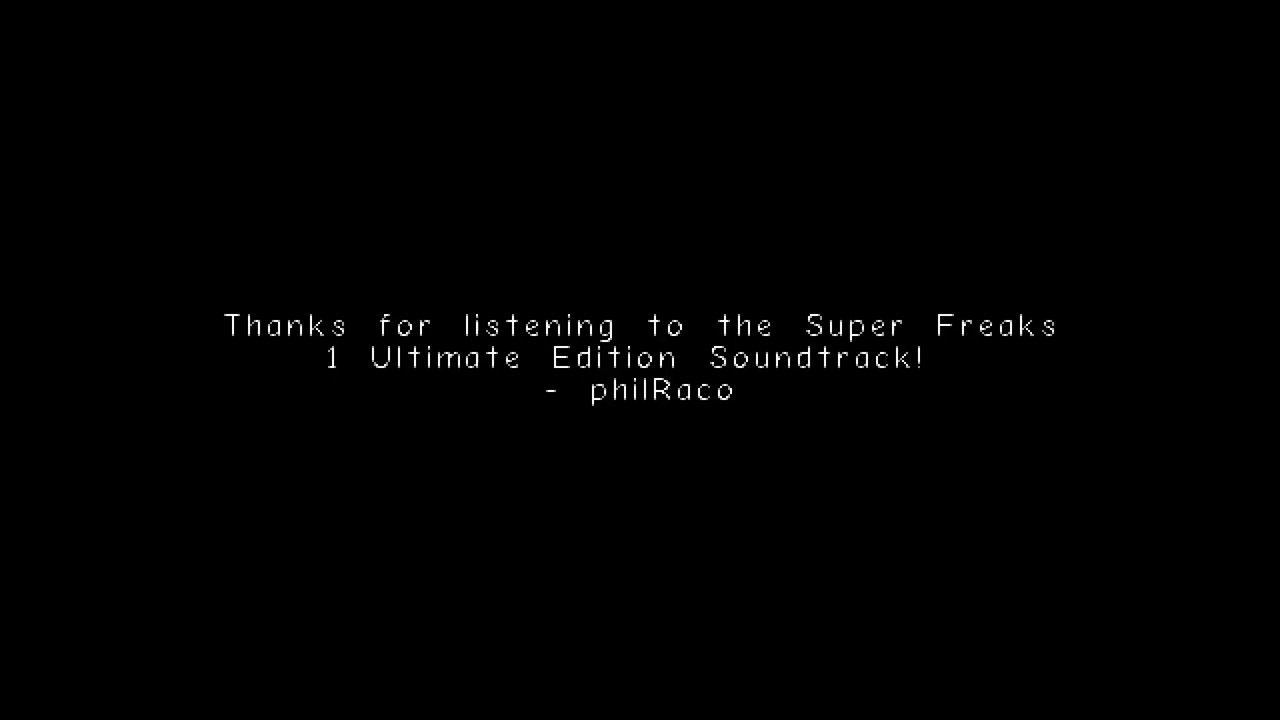 Thanks for listening to the Super Freaks
1 Ultimate Edition Soundtrack!
- philRaco